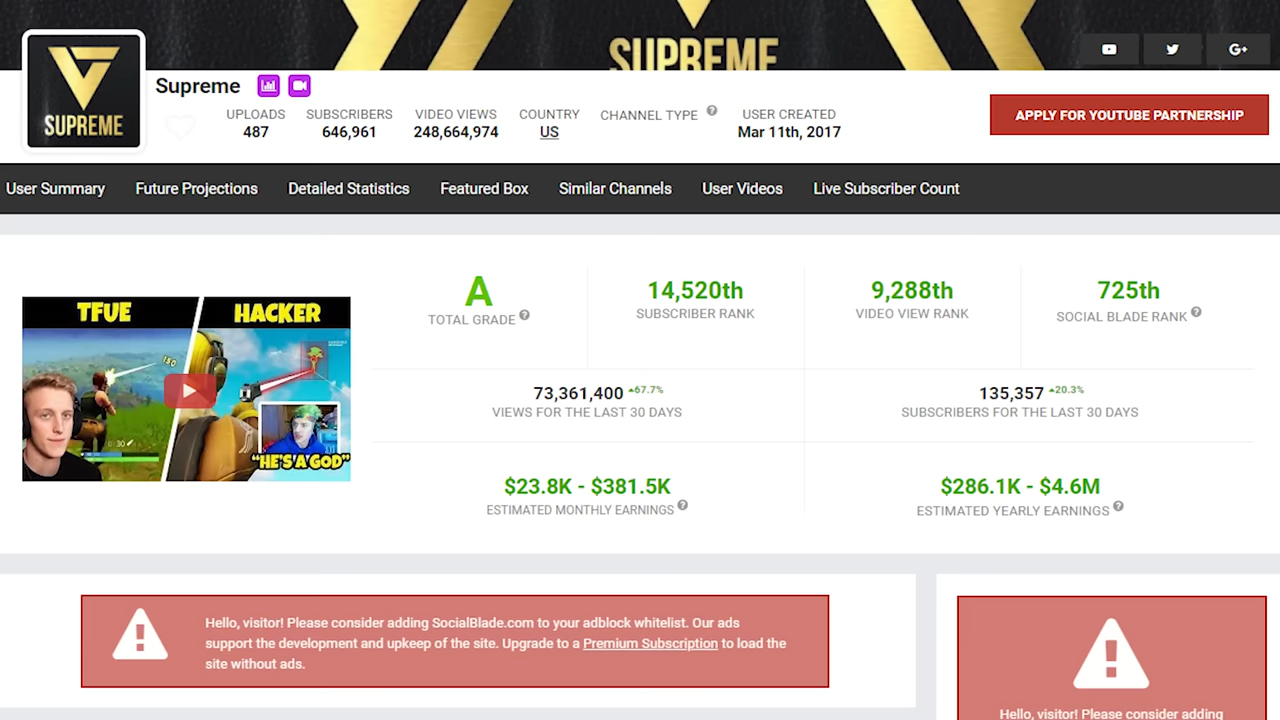 SUPREME
G+
SUPREME
Supreme
UPLOADS
487
SUBSCRIBERS
646,961
VIDEO VIEWS
248,664,974
COUNTRY
US
CHANNEL TYPE ?
USER CREATED
Mar 11th, 2017
APPLY FOR YOUTUBE PARTNERSHIP
User Summary
Future Projections
Detailed Statistics
Featured Box
Similar Channels
User Videos
Live Subscriber Count
TFUE
HACKER
150
30
"HE'S A GOD"
A
TOTAL GRADE ?
14,520th
SUBSCRIBER RANK
9,288th
VIDEO VIEW RANK
725th
SOCIAL BLADE RANK ?
73,361,400 67.7%
VIEWS FOR THE LAST 30 DAYS
135,357 20.3%
SUBSCRIBERS FOR THE LAST 30 DAYS
$23.8K - $381.5K
ESTIMATED MONTHLY EARNINGS ?
$286.1K - $4.6M
ESTIMATED YEARLY EARNINGS ?
Hello, visitor! Please consider adding SocialBlade.com to your adblock whitelist. Our ads
support the development and upkeep of the site. Upgrade to a Premium Subscription to load the
site without ads.
Hello, visitor! Please consider adding